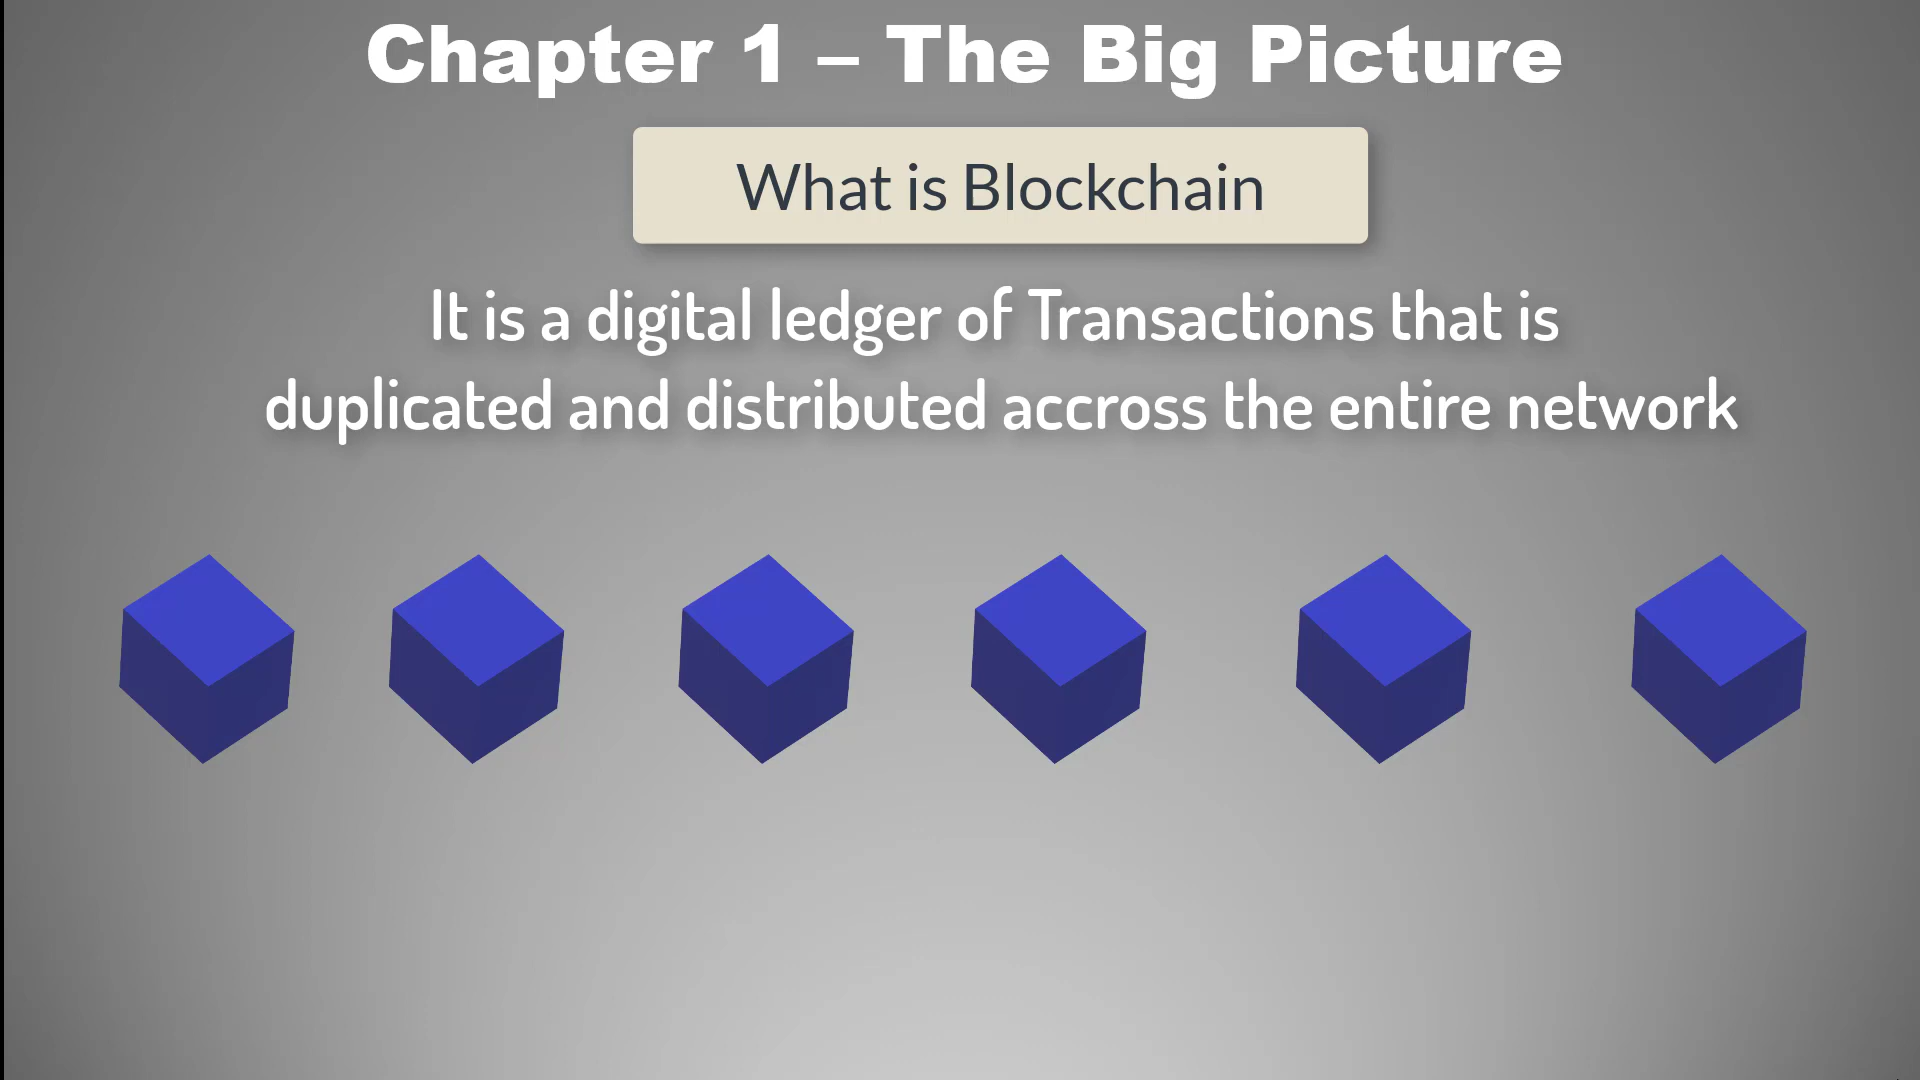 Chapter 1 – The Big Picture
What is Blockchain
It is a digital ledger of Transactions that is
duplicated and distributed accross the entire network